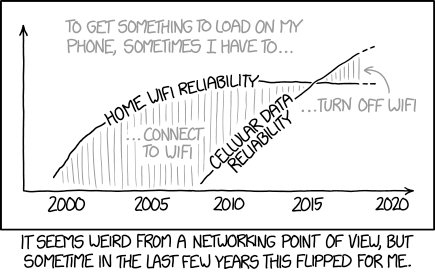 TO GET SOMETHING TO LOAD ON MY
PHONE, SOMETIMES I HAVE TO...
HOME WIFI RELIABILITY
...CONNECT
TO WIFI
CELLULAR DATA
RELIABILITY
...TURN OFF WIFI
2000 2005 2010 2015 2020
IT SEEMS WEIRD FROM A NETWORKING POINT OF VIEW, BUT
SOMETIME IN THE LAST FEW YEARS THIS FLIPPED FOR ME.